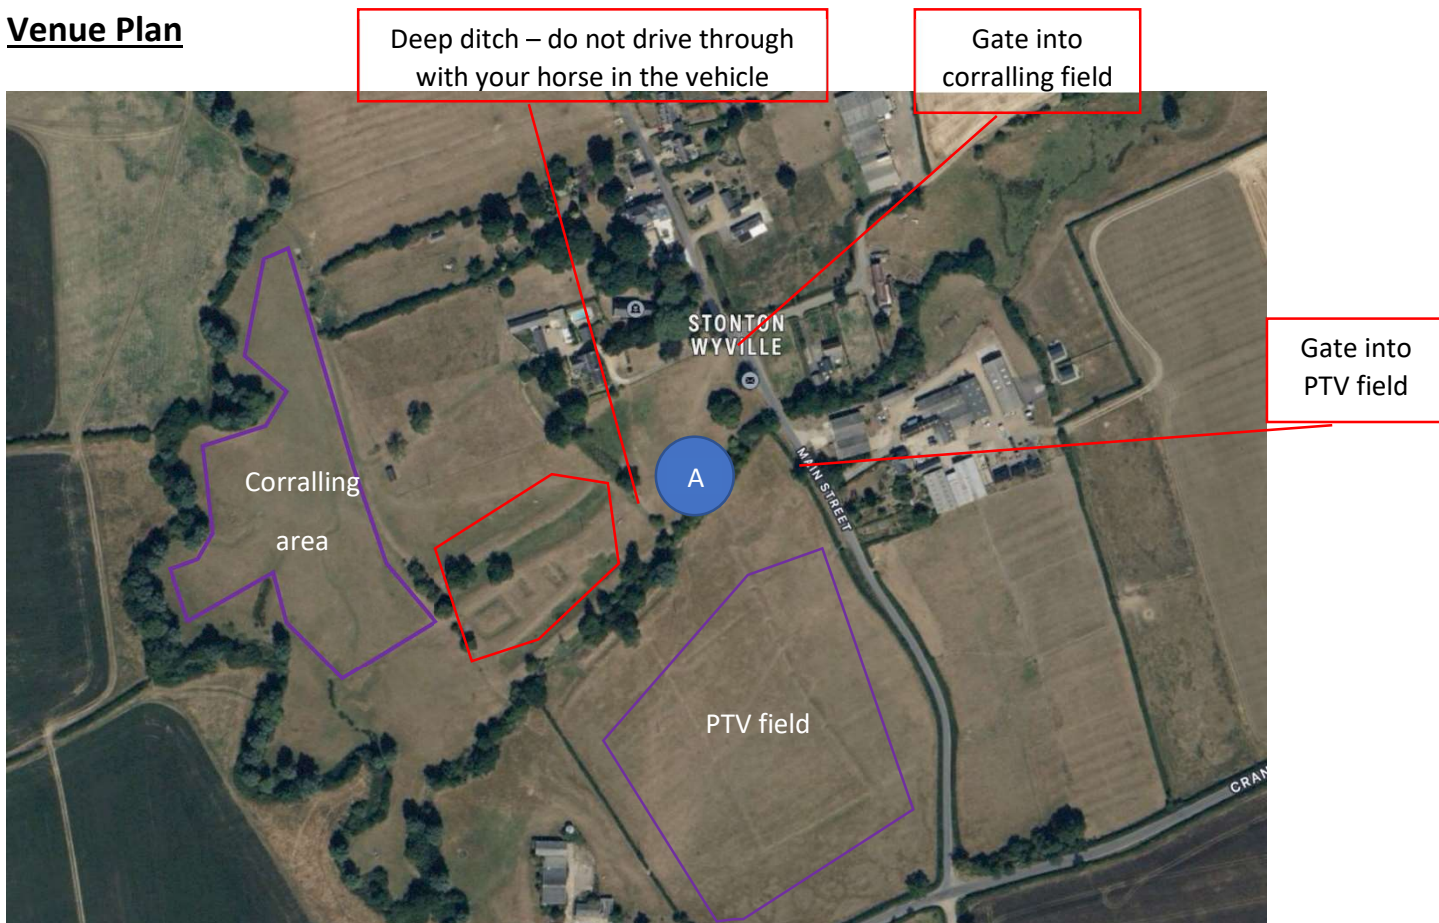 Venue Plan
Deep ditch – do not drive through
with your horse in the vehicle
Gate into
corralling field
STONTON
WYVILLE
Gate into
PTV field
A
MAIN STREET
Corralling
area
PTV field
CRAN